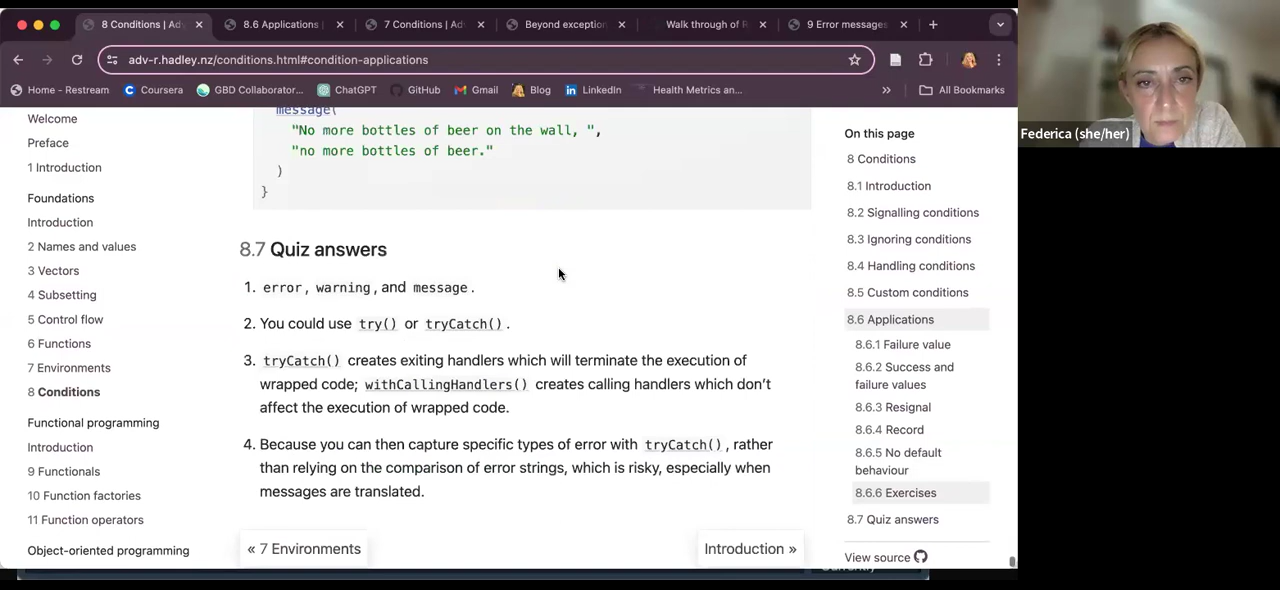 8 Conditions | Adv
8.6 Applications |
7 Conditions | Adv
Beyond exception
Walk through of R
9 Error messages
adv-r.hadley.nz/conditions.html#condition-applications
Home - Restream
Coursera
GBD Collaborator...
ChatGPT
GitHub
Gmail
Blog
LinkedIn
Health Metrics an...
»
All Bookmarks
Federica (she/her)
Welcome
Preface
1 Introduction
Foundations
Introduction
2 Names and values
3 Vectors
4 Subsetting
5 Control flow
6 Functions
7 Environments
8 Conditions
Functional programming
Introduction
9 Functionals
10 Function factories
11 Function operators
Object-oriented programming
message(
"No more bottles of beer on the wall, ",
"no more bottles of beer."
)
}
8.7 Quiz answers
1. error, warning, and message.
2. You could use try() or tryCatch().
3. tryCatch() creates exiting handlers which will terminate the execution of
wrapped code; withCallingHandlers() creates calling handlers which don't
affect the execution of wrapped code.
4. Because you can then capture specific types of error with tryCatch(), rather
than relying on the comparison of error strings, which is risky, especially when
messages are translated.
« 7 Environments
Introduction »
On this page
8 Conditions
8.1 Introduction
8.2 Signalling conditions
8.3 Ignoring conditions
8.4 Handling conditions
8.5 Custom conditions
8.6 Applications
8.6.1 Failure value
8.6.2 Success and
failure values
8.6.3 Resignal
8.6.4 Record
8.6.5 No default
behaviour
8.6.6 Exercises
8.7 Quiz answers
View source